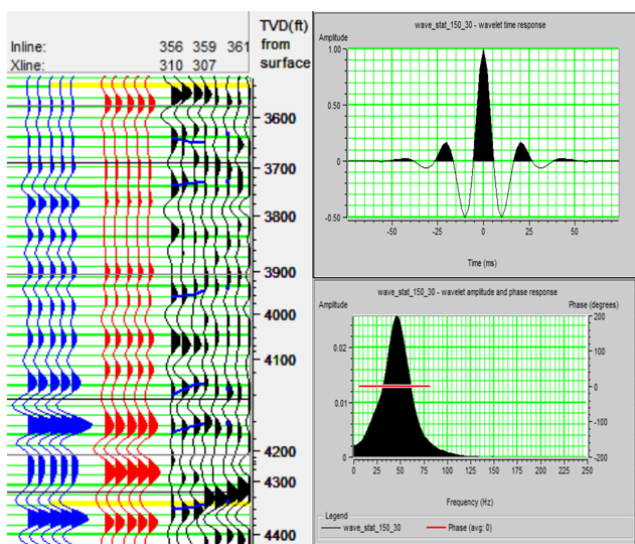 TVD(ft)
from
surface
Inline: 356 359 361
Xline: 310 307
3600
3700
3800
3900
4000
4100
4200
4300
4400
wave_stat_150_30 - wavelet time response
Amplitude
1.00
0.50
0
-0.50
-50 -25 0 25 50
Time (ms)
wave_stat_150_30 - wavelet amplitude and phase response
Amplitude Phase (degrees)
0.02
0.01
0
200
100
0
-100
-200
0 25 50 75 100 125 150 175 200 225 250
Frequency (Hz)
Legend
wave_stat_150_30 Phase (avg: 0)